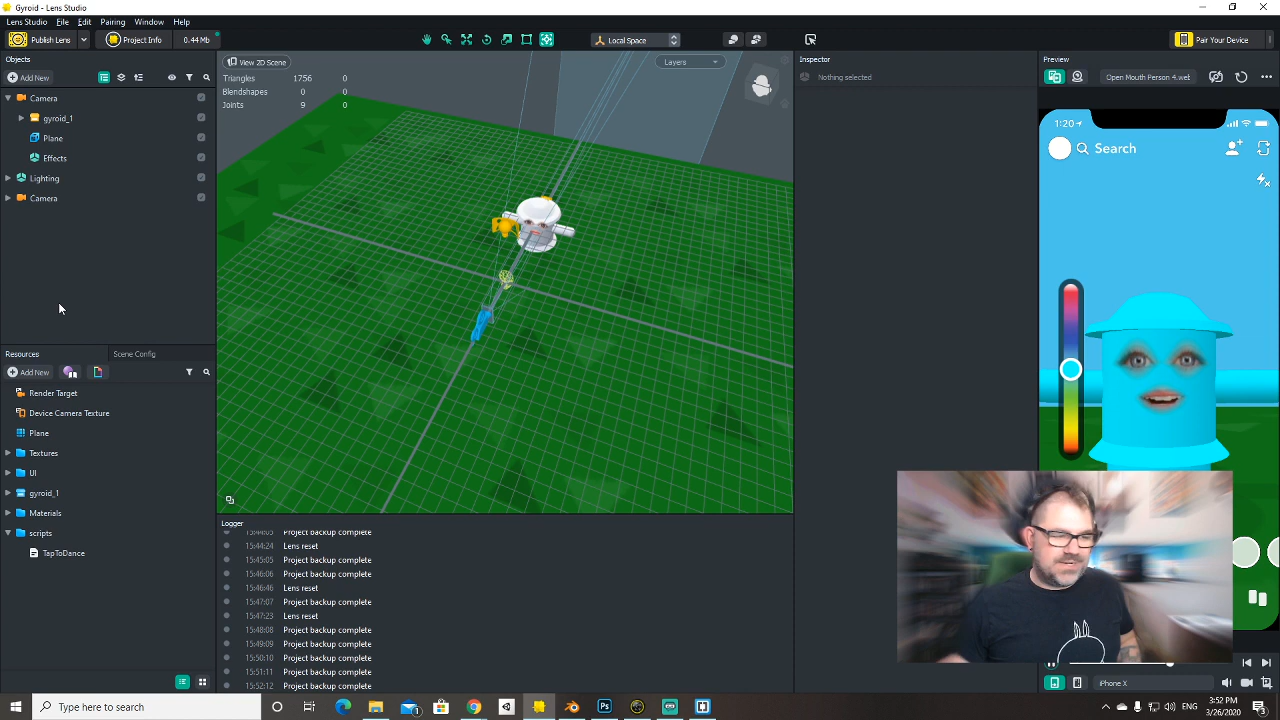 Gyroid - Lens Studio
Lens Studio File Edit Pairing Window Help
Publish Lens Project Info 0.44 Mb Local Space Pair Your Device
Objects View 2D Scene Layers Inspector Preview
Add New Triangles 1756 0 Nothing selected Open Mouth Person 4.web
Blendshapes 0 0
Camera Joints 9 0
gyroid_1 1:20
Plane Search
Effects
Lighting
Camera
Resources Scene Config
Add New
Render Target
Device Camera Texture
Plane
Textures
UI
gyroid_1
Materials
scripts
TapToDance
Logger
15:44:05 Project backup complete
15:44:24 Lens reset
15:45:05 Project backup complete
15:46:06 Project backup complete
15:46:46 Lens reset
15:47:07 Project backup complete
15:47:23 Lens reset
15:48:08 Project backup complete
15:49:09 Project backup complete
15:50:10 Project backup complete
15:51:11 Project backup complete
15:52:12 Project backup complete
iPhone X
Type here to search 1 ENG 3:52 PM
3/26/2020